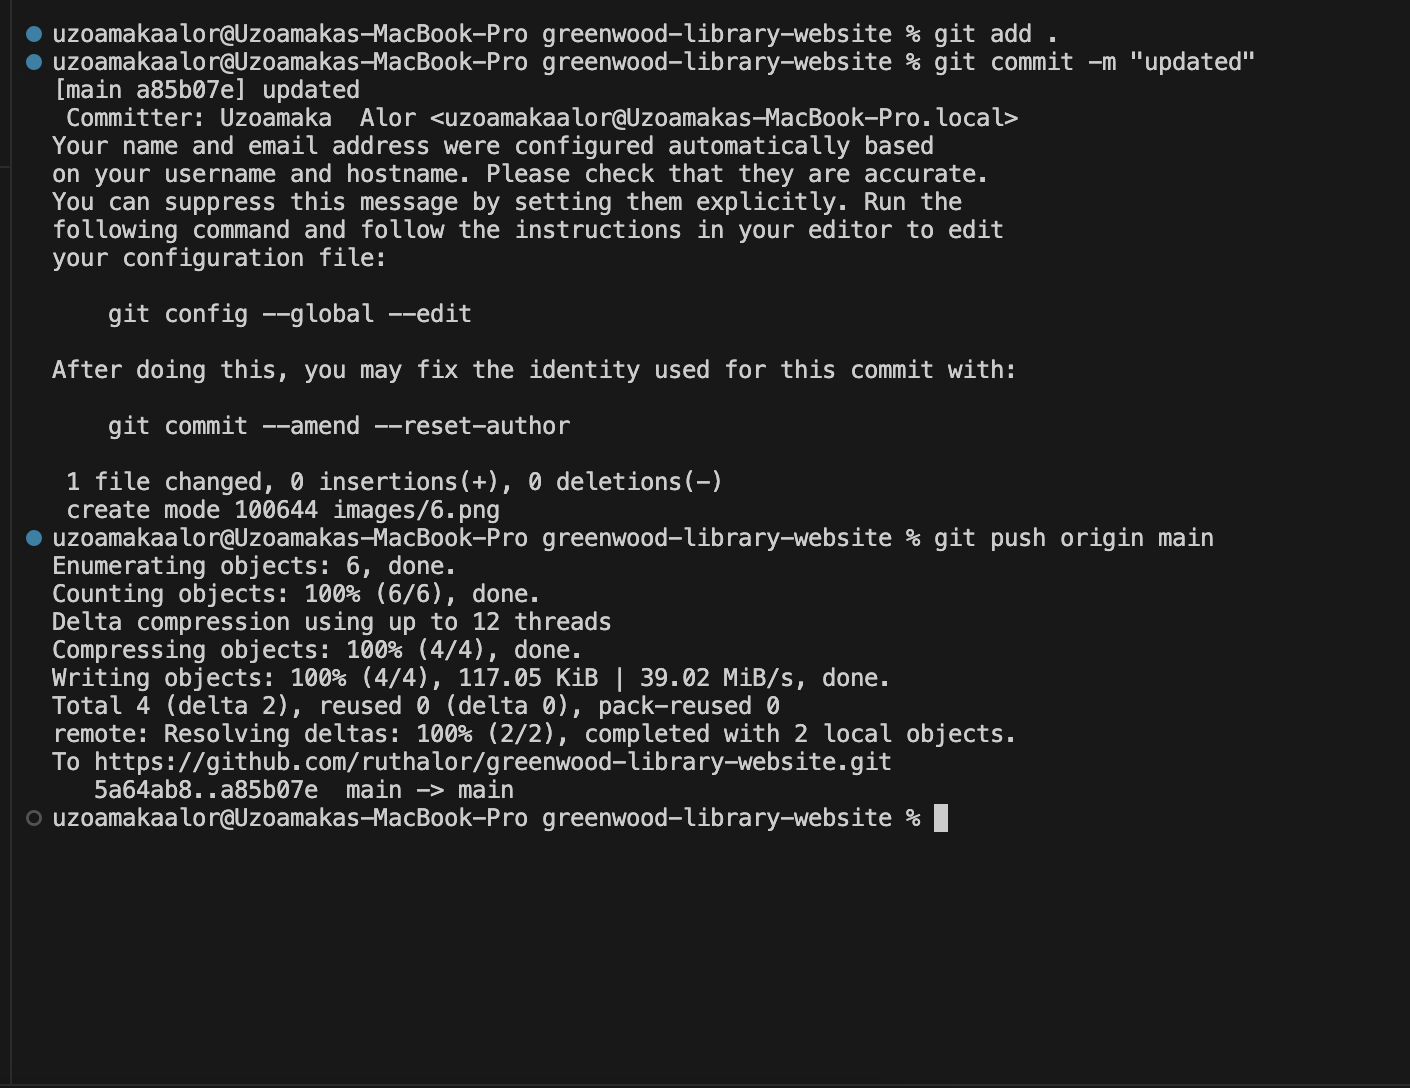 uzoamakaalor@Uzoamakas-MacBook-Pro greenwood-library-website % git add .
uzoamakaalor@Uzoamakas-MacBook-Pro greenwood-library-website % git commit -m "updated"
[main a85b07e] updated
Committer: Uzoamaka  Alor <uzoamakaalor@Uzoamakas-MacBook-Pro.local>
Your name and email address were configured automatically based
on your username and hostname. Please check that they are accurate.
You can suppress this message by setting them explicitly. Run the
following command and follow the instructions in your editor to edit
your configuration file:
git config --global --edit
After doing this, you may fix the identity used for this commit with:
git commit --amend --reset-author
1 file changed, 0 insertions(+), 0 deletions(-)
create mode 100644 images/6.png
uzoamakaalor@Uzoamakas-MacBook-Pro greenwood-library-website % git push origin main
Enumerating objects: 6, done.
Counting objects: 100% (6/6), done.
Delta compression using up to 12 threads
Compressing objects: 100% (4/4), done.
Writing objects: 100% (4/4), 117.05 KiB | 39.02 MiB/s, done.
Total 4 (delta 2), reused 0 (delta 0), pack-reused 0
remote: Resolving deltas: 100% (2/2), completed with 2 local objects.
To https://github.com/ruthalor/greenwood-library-website.git
5a64ab8..a85b07e  main -> main
uzoamakaalor@Uzoamakas-MacBook-Pro greenwood-library-website %